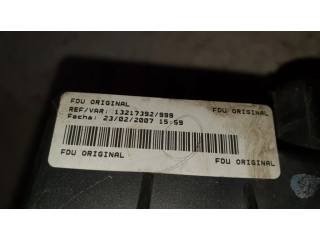 FDU ORIGINAL
REF/VAR: 13217392/999 FDU ORIGINAL
Fecha: 23/02/2007 15:59
FDU ORIGINAL
FDU ORIGINAL